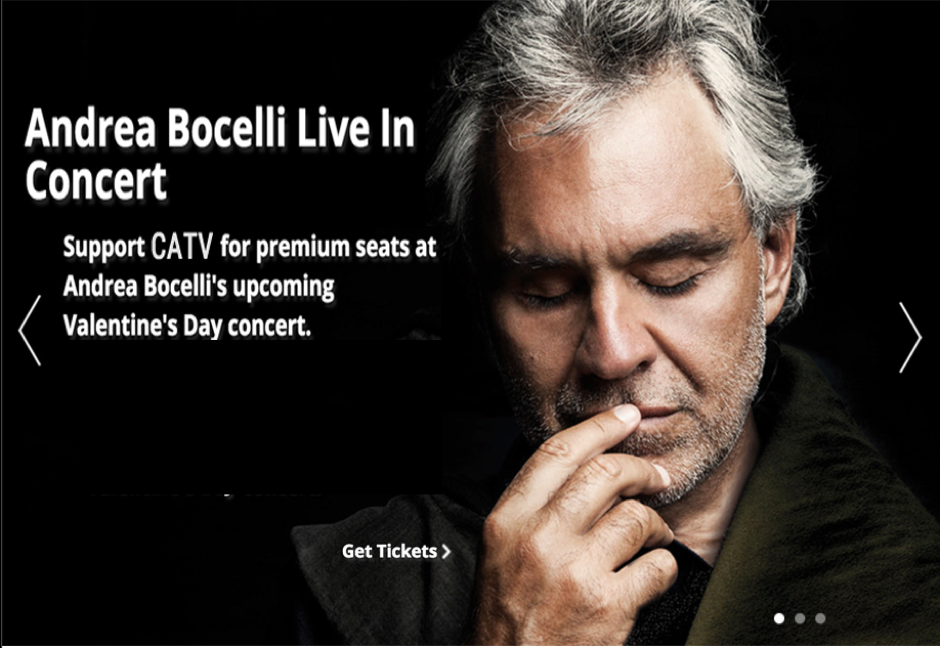 Andrea Bocelli Live In
Concert
Support CATV for premium seats at
Andrea Bocelli's upcoming
Valentine's Day concert.
Get Tickets